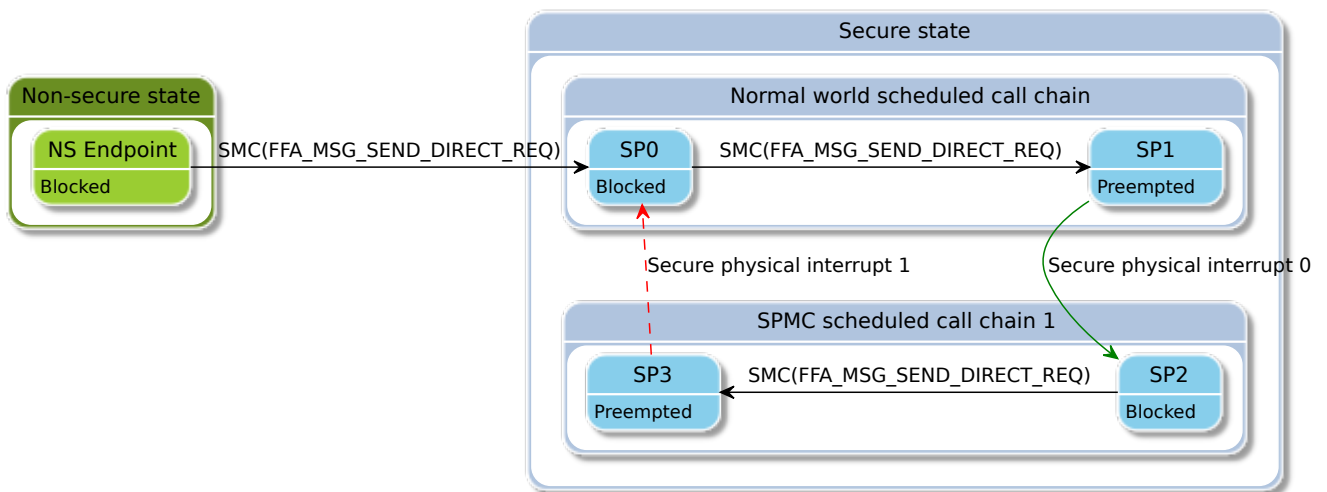 Secure state
Non-secure state
Normal world scheduled call chain
NS Endpoint
Blocked
SMC(FFA_MSG_SEND_DIRECT_REQ)
SP0
Blocked
SMC(FFA_MSG_SEND_DIRECT_REQ)
SP1
Preempted
Secure physical interrupt 1
Secure physical interrupt 0
SPMC scheduled call chain 1
SP3
Preempted
SMC(FFA_MSG_SEND_DIRECT_REQ)
SP2
Blocked